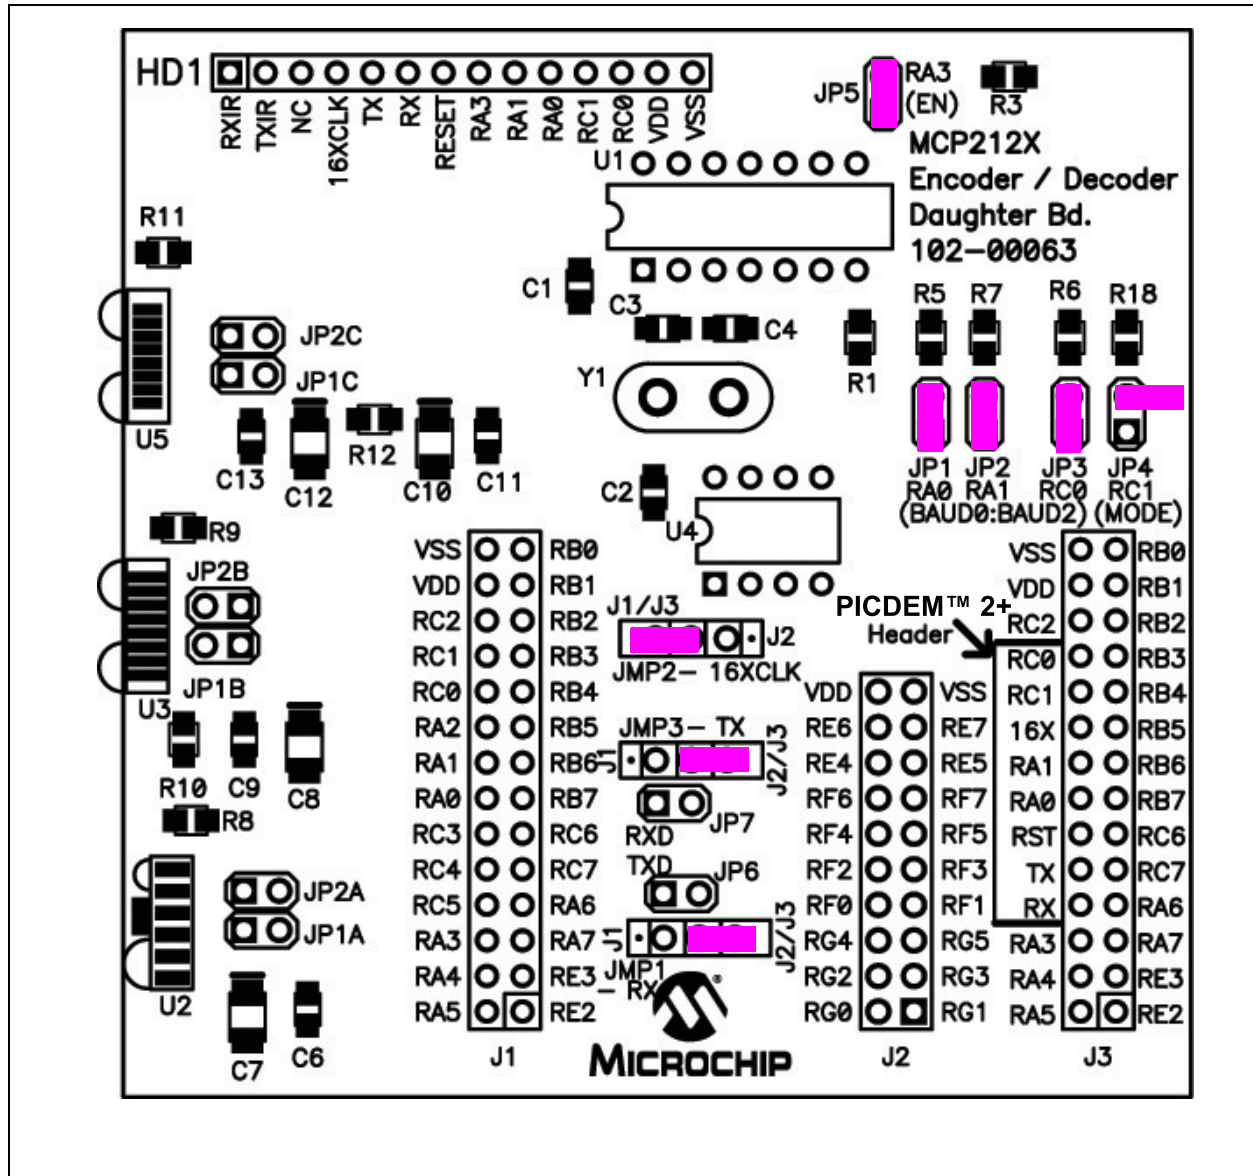 HD1
RXIR
TXIR
NC
16XCLK
TX
RX
RESET
RA3
RA1
RA0
RC1
RC0
VDD
VSS
JP5
RA3
(EN)
R3
MCP212X
Encoder / Decoder
Daughter Bd.
102-00063
U1
R11
C1
C3
C4
R5
R7
R6
R18
R1
JP2C
JP1C
Y1
U5
C13
C12
R12
C10
C11
C2
JP1
JP2
JP3
JP4
RA0
RA1
RC0
RC1
(BAUD0:BAUD2) (MODE)
R9
U4
JP2B
JP1B
U3
R10
C9
C8
R8
JP2A
JP1A
U2
C7
C6
VSS RB0
VDD RB1
RC2 RB2
RC1 RB3
RC0 RB4
RA2 RB5
RA1 RB6
RA0 RB7
RC3 RC6
RC4 RC7
RC5 RA6
RA3 RA7
RA4 RE3
RA5 RE2
J1
J1/J3
J2
JMP2- 16XCLK
JMP3- TX
J1
J2/J3
JP7
RXD
TXD
JP6
J1
J2/J3
JMP1
- RX
®
MICROCHIP
PICDEM™ 2+
Header
VDD VSS
RE6 RE7
RE4 RE5
RF6 RF7
RF4 RF5
RF2 RF3
RF0 RF1
RG4 RG5
RG2 RG3
RG0 RG1
J2
VSS RB0
VDD RB1
RC2 RB2
RC0 RB3
RC1 RB4
16X RB5
RA1 RB6
RA0 RB7
RST RC6
TX RC7
RX RA6
RA3 RA7
RA4 RE3
RA5 RE2
J3